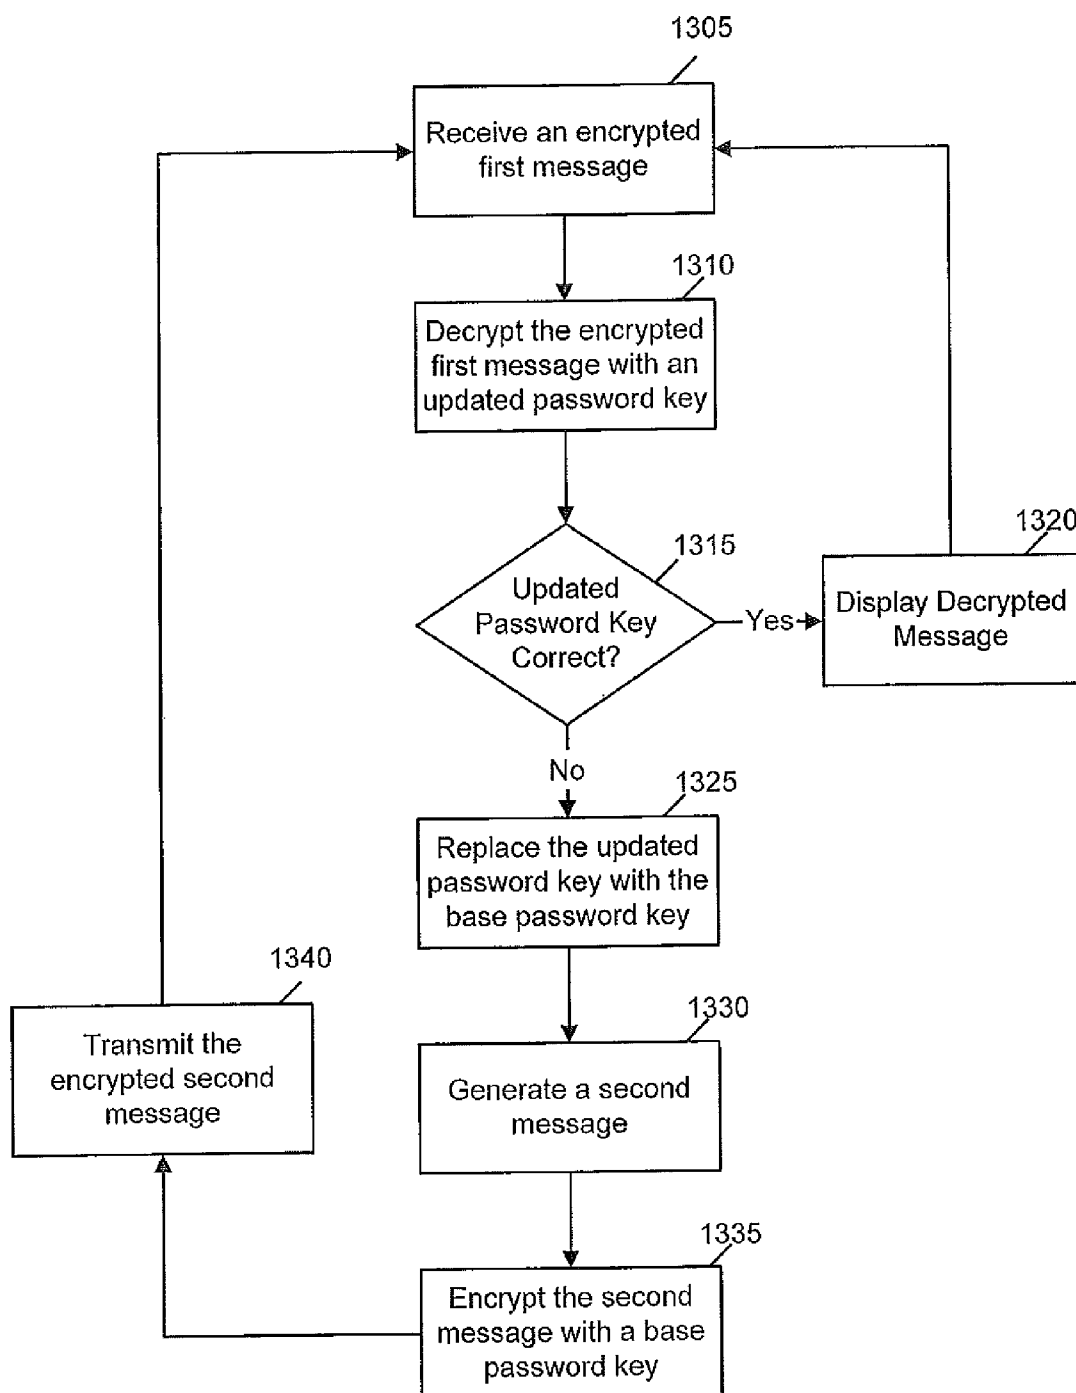 1305
Receive an encrypted
first message
1310
Decrypt the encrypted
first message with an
updated password key
1315
Updated
Password Key
Correct?
Yes
1320
Display Decrypted
Message
No
1325
Replace the updated
password key with the
base password key
1340
Transmit the
encrypted second
message
1330
Generate a second
message
1335
Encrypt the second
message with a base
password key